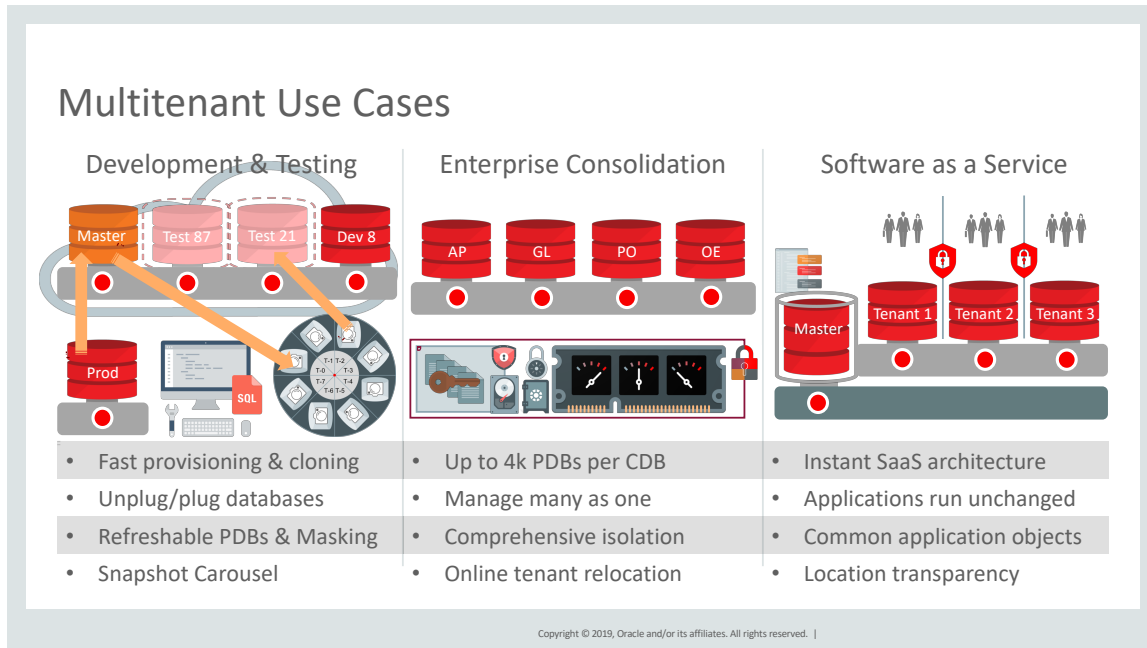 Multitenant Use Cases
Development & Testing
Master
Test 87
Test 21
Dev 8
Prod
SQL
T-1 T-2
T-0 T-3
T-7 T-4
T-6 T-5
• Fast provisioning & cloning
• Unplug/plug databases
• Refreshable PDBs & Masking
• Snapshot Carousel
Enterprise Consolidation
AP
GL
PO
OE
• Up to 4k PDBs per CDB
• Manage many as one
• Comprehensive isolation
• Online tenant relocation
Software as a Service
Master
Tenant 1
Tenant 2
Tenant 3
• Instant SaaS architecture
• Applications run unchanged
• Common application objects
• Location transparency
Copyright © 2019, Oracle and/or its affiliates. All rights reserved. |